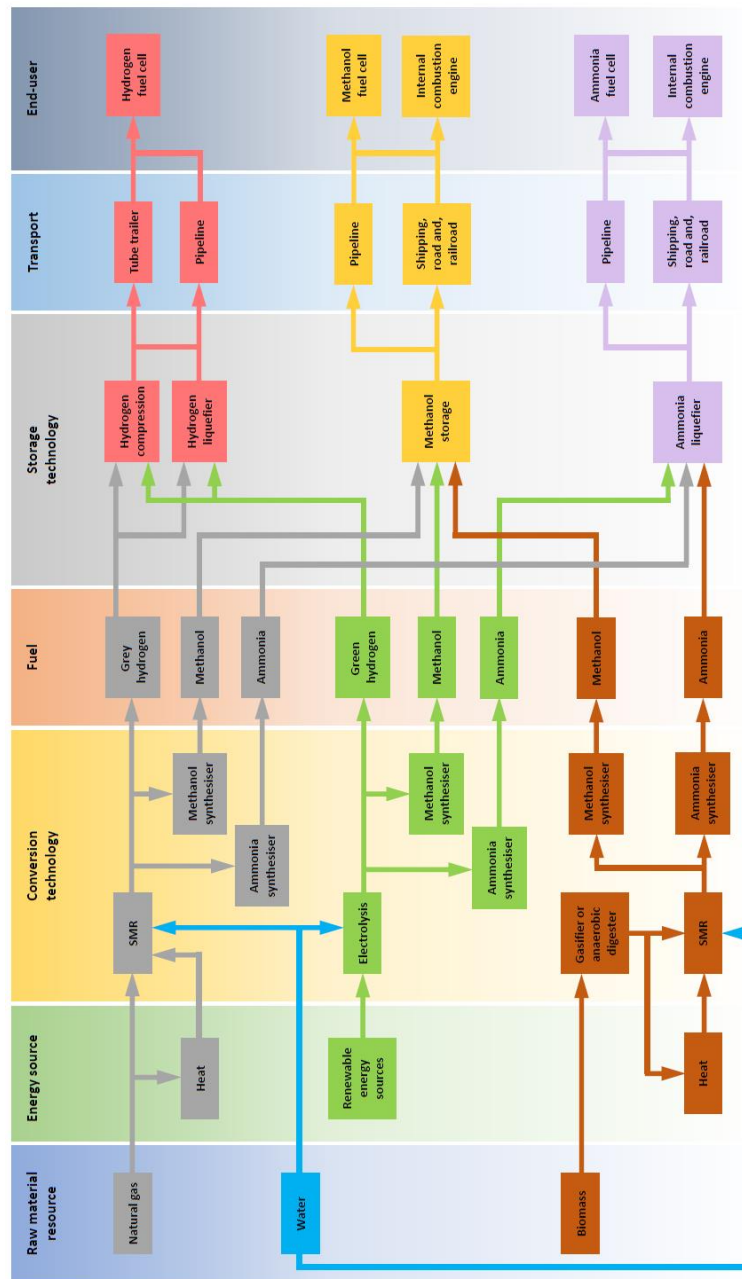 Raw material
resource
Energy source
Conversion
technology
Fuel
Storage
technology
Transport
End-user
Natural gas
Heat
SMR
Methanol
synthesiser
Ammonia
synthesiser
Grey
hydrogen
Methanol
Ammonia
Hydrogen
compression
Hydrogen
liquefier
Tube trailer
Pipeline
Hydrogen
fuel cell
Water
Renewable
energy
sources
Electrolysis
Methanol
synthesiser
Ammonia
synthesiser
Green
hydrogen
Methanol
Ammonia
Methanol
storage
Pipeline
Shipping,
road and,
railroad
Methanol
fuel cell
Internal
combustion
engine
Biomass
Heat
Gasifier or
anaerobic
digester
SMR
Methanol
synthesiser
Ammonia
synthesiser
Methanol
Ammonia
Ammonia
liquefier
Pipeline
Shipping,
road and,
railroad
Ammonia
fuel cell
Internal
combustion
engine